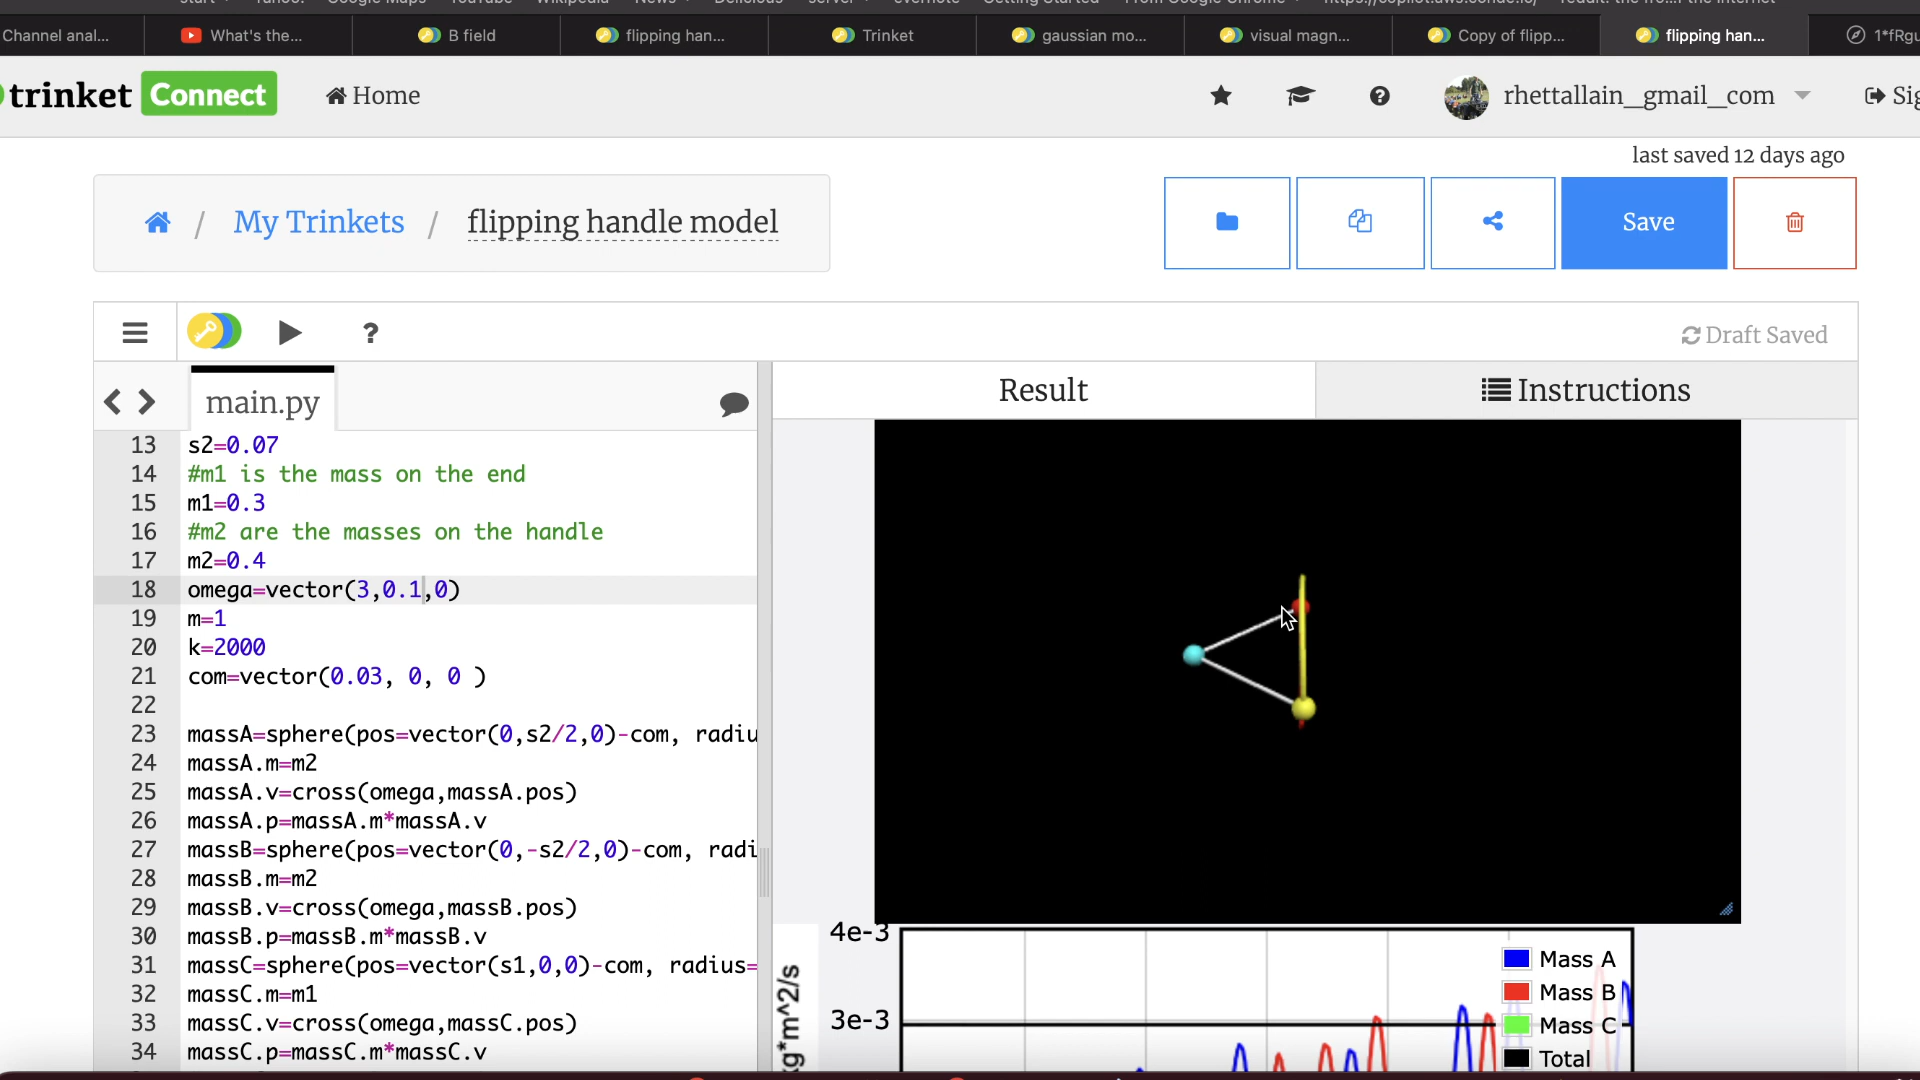 Channel anal...
What's the...
B field
flipping han...
Trinket
gaussian mo...
visual magn...
Copy of flipp...
flipping han...
1*fRgu
trinket Connect
Home
rhettallain_gmail_com
Sig
last saved 12 days ago
/ My Trinkets / flipping handle model
Save
?
Draft Saved
main.py
Result
Instructions
13 s2=0.07
14 #m1 is the mass on the end
15 m1=0.3
16 #m2 are the masses on the handle
17 m2=0.4
18 omega=vector(3,0.1,0)
19 m=1
20 k=2000
21 com=vector(0.03, 0, 0 )
22
23 massA=sphere(pos=vector(0,s2/2,0)-com, radiu
24 massA.m=m2
25 massA.v=cross(omega,massA.pos)
26 massA.p=massA.m*massA.v
27 massB=sphere(pos=vector(0,-s2/2,0)-com, radi
28 massB.m=m2
29 massB.v=cross(omega,massB.pos)
30 massB.p=massB.m*massB.v
31 massC=sphere(pos=vector(s1,0,0)-com, radius=
32 massC.m=m1
33 massC.v=cross(omega,massC.pos)
34 massC.p=massC.m*massC.v
4e-3
3e-3
kg*m^2/s
Mass A
Mass B
Mass C
Total